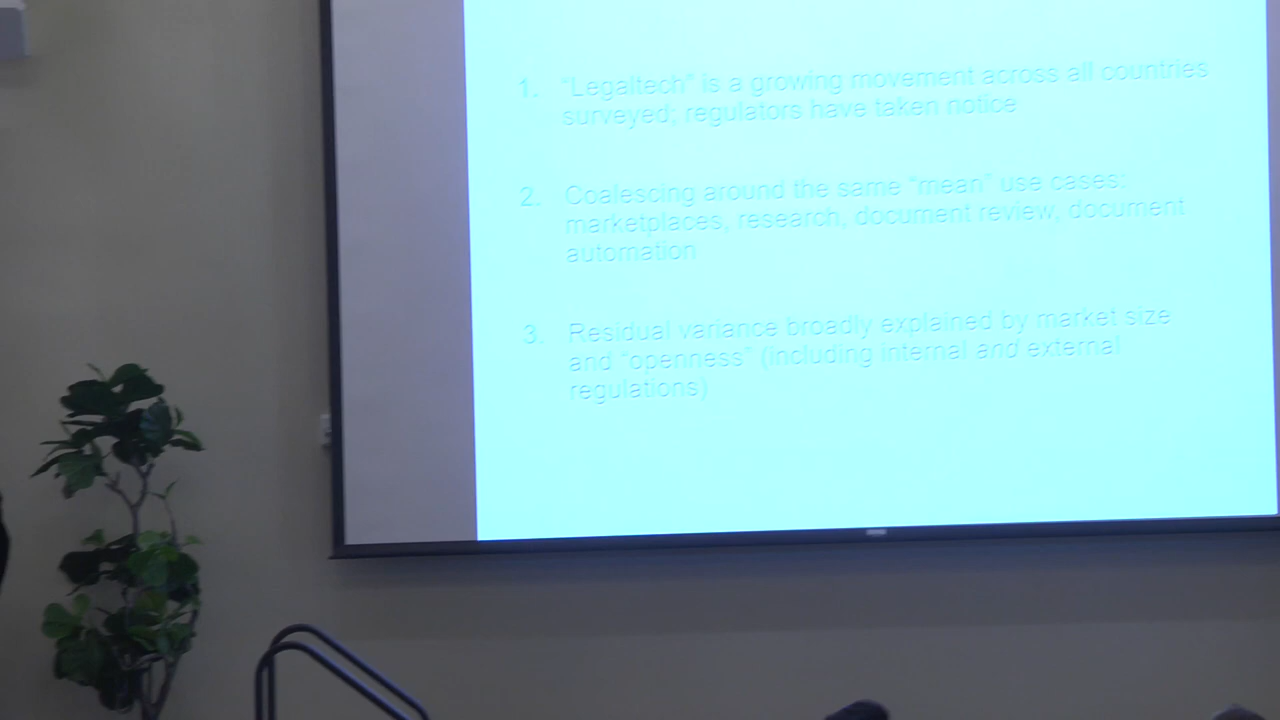 1. "Legaltech" is a growing movement across all countries
surveyed; regulators have taken notice
2. Coalescing around the same "mean" use cases:
marketplaces, research, document review, document
automation
3. Residual variance broadly explained by market size
and "openness" (including internal and external
regulations)